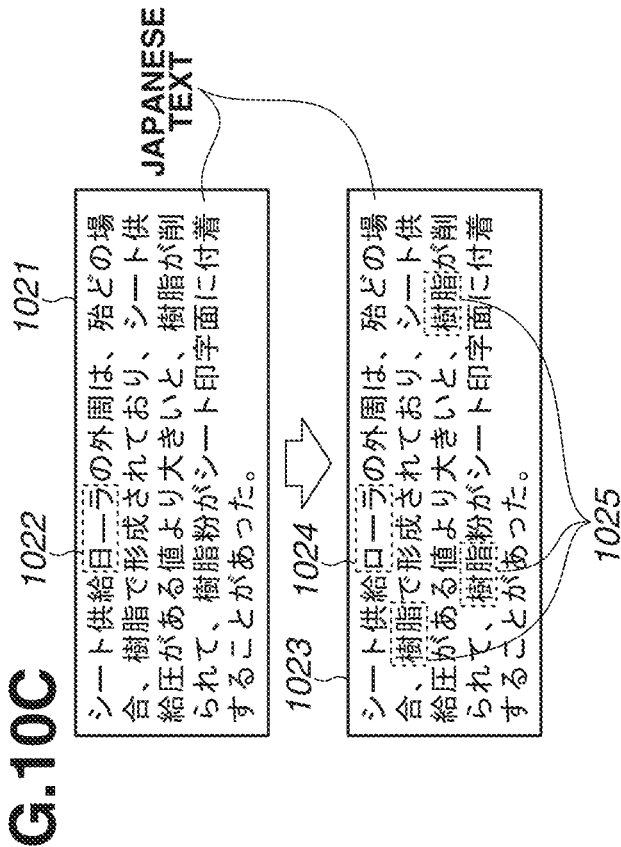 G.10C
1022
1021
シート供給日ーラの外周は、殆どの場
合、樹脂で形成されており、シート供
給圧がある値より大きいと、樹脂が削
られて、樹脂粉がシート印字面に付着
することがあった。
JAPANESE
TEXT
1023
1024
シート供給ローラの外周は、殆どの場
合、樹脂で形成されており、シート供
給圧がある値より大きいと、樹脂が削
られて、樹脂粉がシート印字面に付着
することがあった。
1025